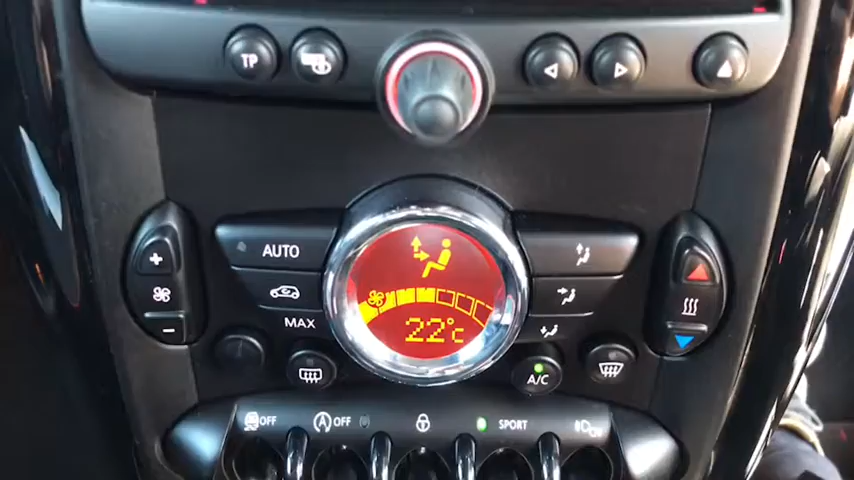 TP
AUTO
MAX
22°C
A/C
OFF
A OFF
SPORT